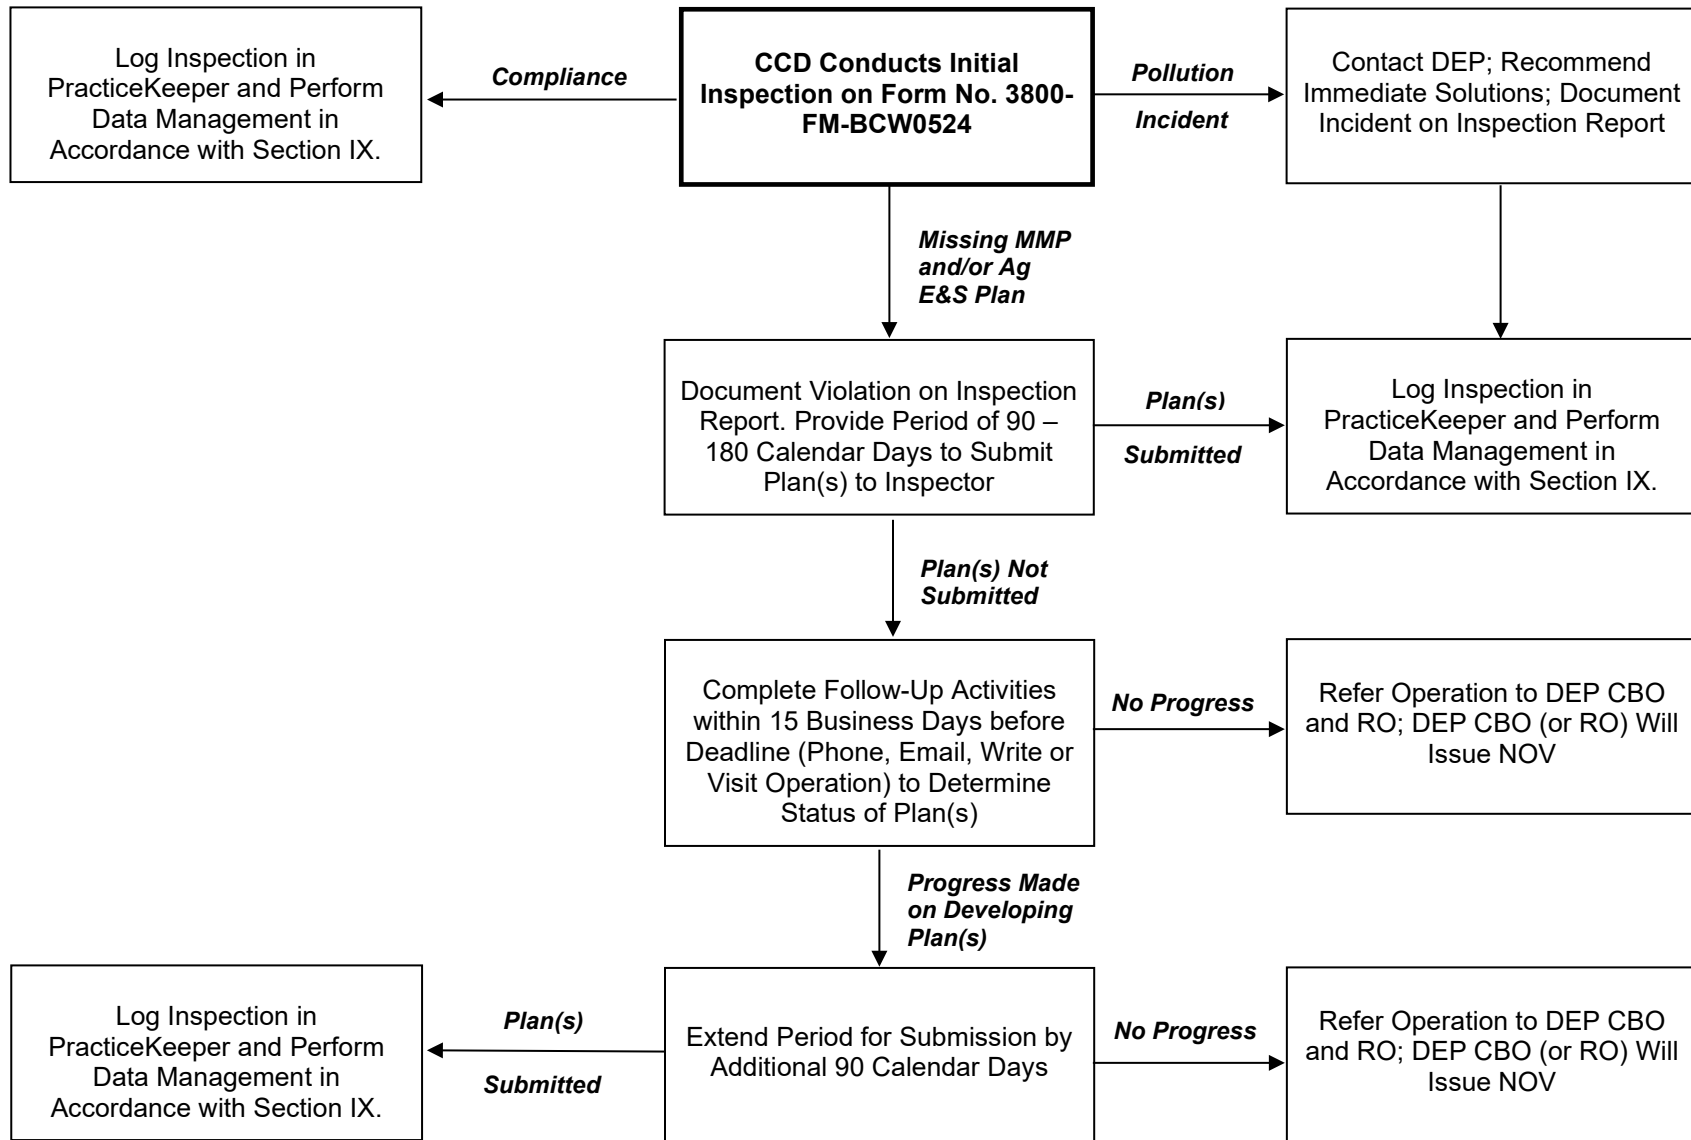 Log Inspection in
PracticeKeeper and Perform
Data Management in
Accordance with Section IX.
Compliance
CCD Conducts Initial
Inspection on Form No. 3800-
FM-BCW0524
Pollution
Incident
Contact DEP; Recommend
Immediate Solutions; Document
Incident on Inspection Report
Missing MMP
and/or Ag
E&S Plan
Document Violation on Inspection
Report. Provide Period of 90 –
180 Calendar Days to Submit
Plan(s) to Inspector
Plan(s)
Submitted
Log Inspection in
PracticeKeeper and Perform
Data Management in
Accordance with Section IX.
Plan(s) Not
Submitted
Complete Follow-Up Activities
within 15 Business Days before
Deadline (Phone, Email, Write or
Visit Operation) to Determine
Status of Plan(s)
No Progress
Refer Operation to DEP CBO
and RO; DEP CBO (or RO) Will
Issue NOV
Progress Made
on Developing
Plan(s)
Log Inspection in
PracticeKeeper and Perform
Data Management in
Accordance with Section IX.
Plan(s)
Submitted
Extend Period for Submission by
Additional 90 Calendar Days
No Progress
Refer Operation to DEP CBO
and RO; DEP CBO (or RO) Will
Issue NOV